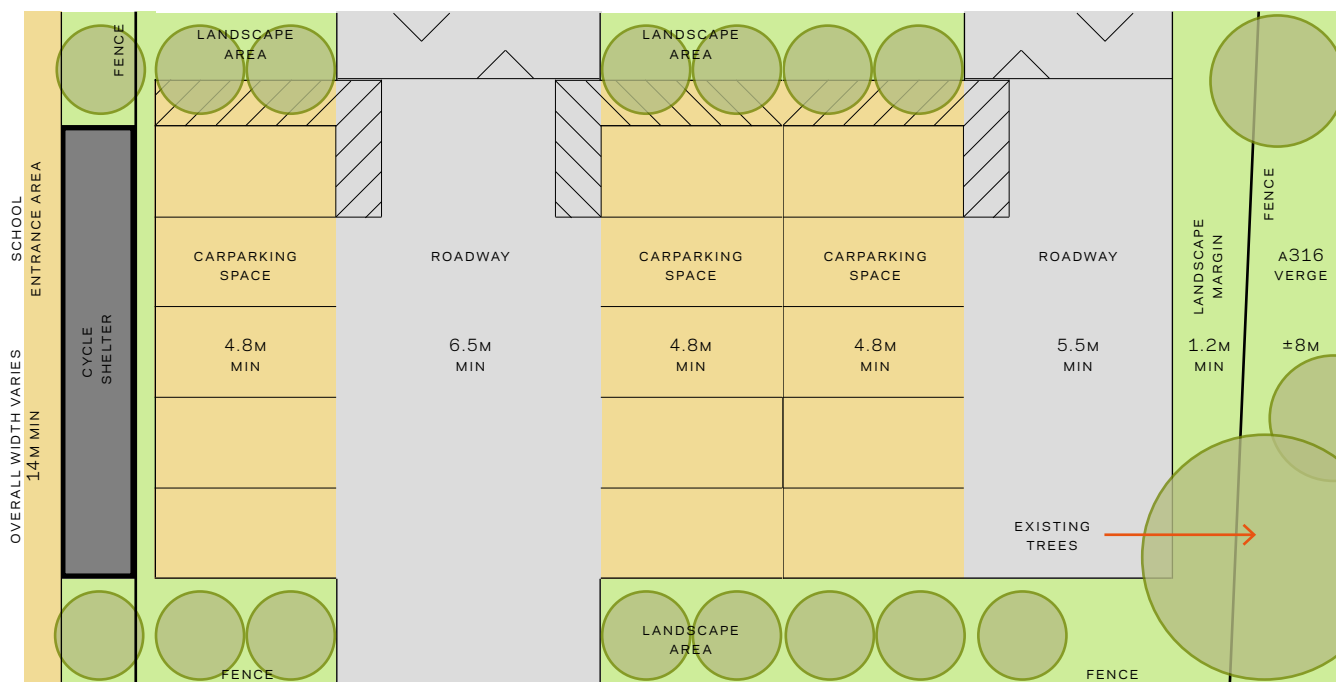 FENCE
LANDSCAPE
AREA
LANDSCAPE
AREA
SCHOOL
ENTRANCE AREA
OVERALL WIDTH VARIES
14M MIN
CYCLE
SHELTER
CARPARKING
SPACE
ROADWAY
CARPARKING
SPACE
CARPARKING
SPACE
ROADWAY
LANDSCAPE
MARGIN
FENCE
A316
VERGE
4.8M
MIN
6.5M
MIN
4.8M
MIN
4.8M
MIN
5.5M
MIN
1.2M
MIN
±8M
EXISTING
TREES
LANDSCAPE
AREA
FENCE
FENCE